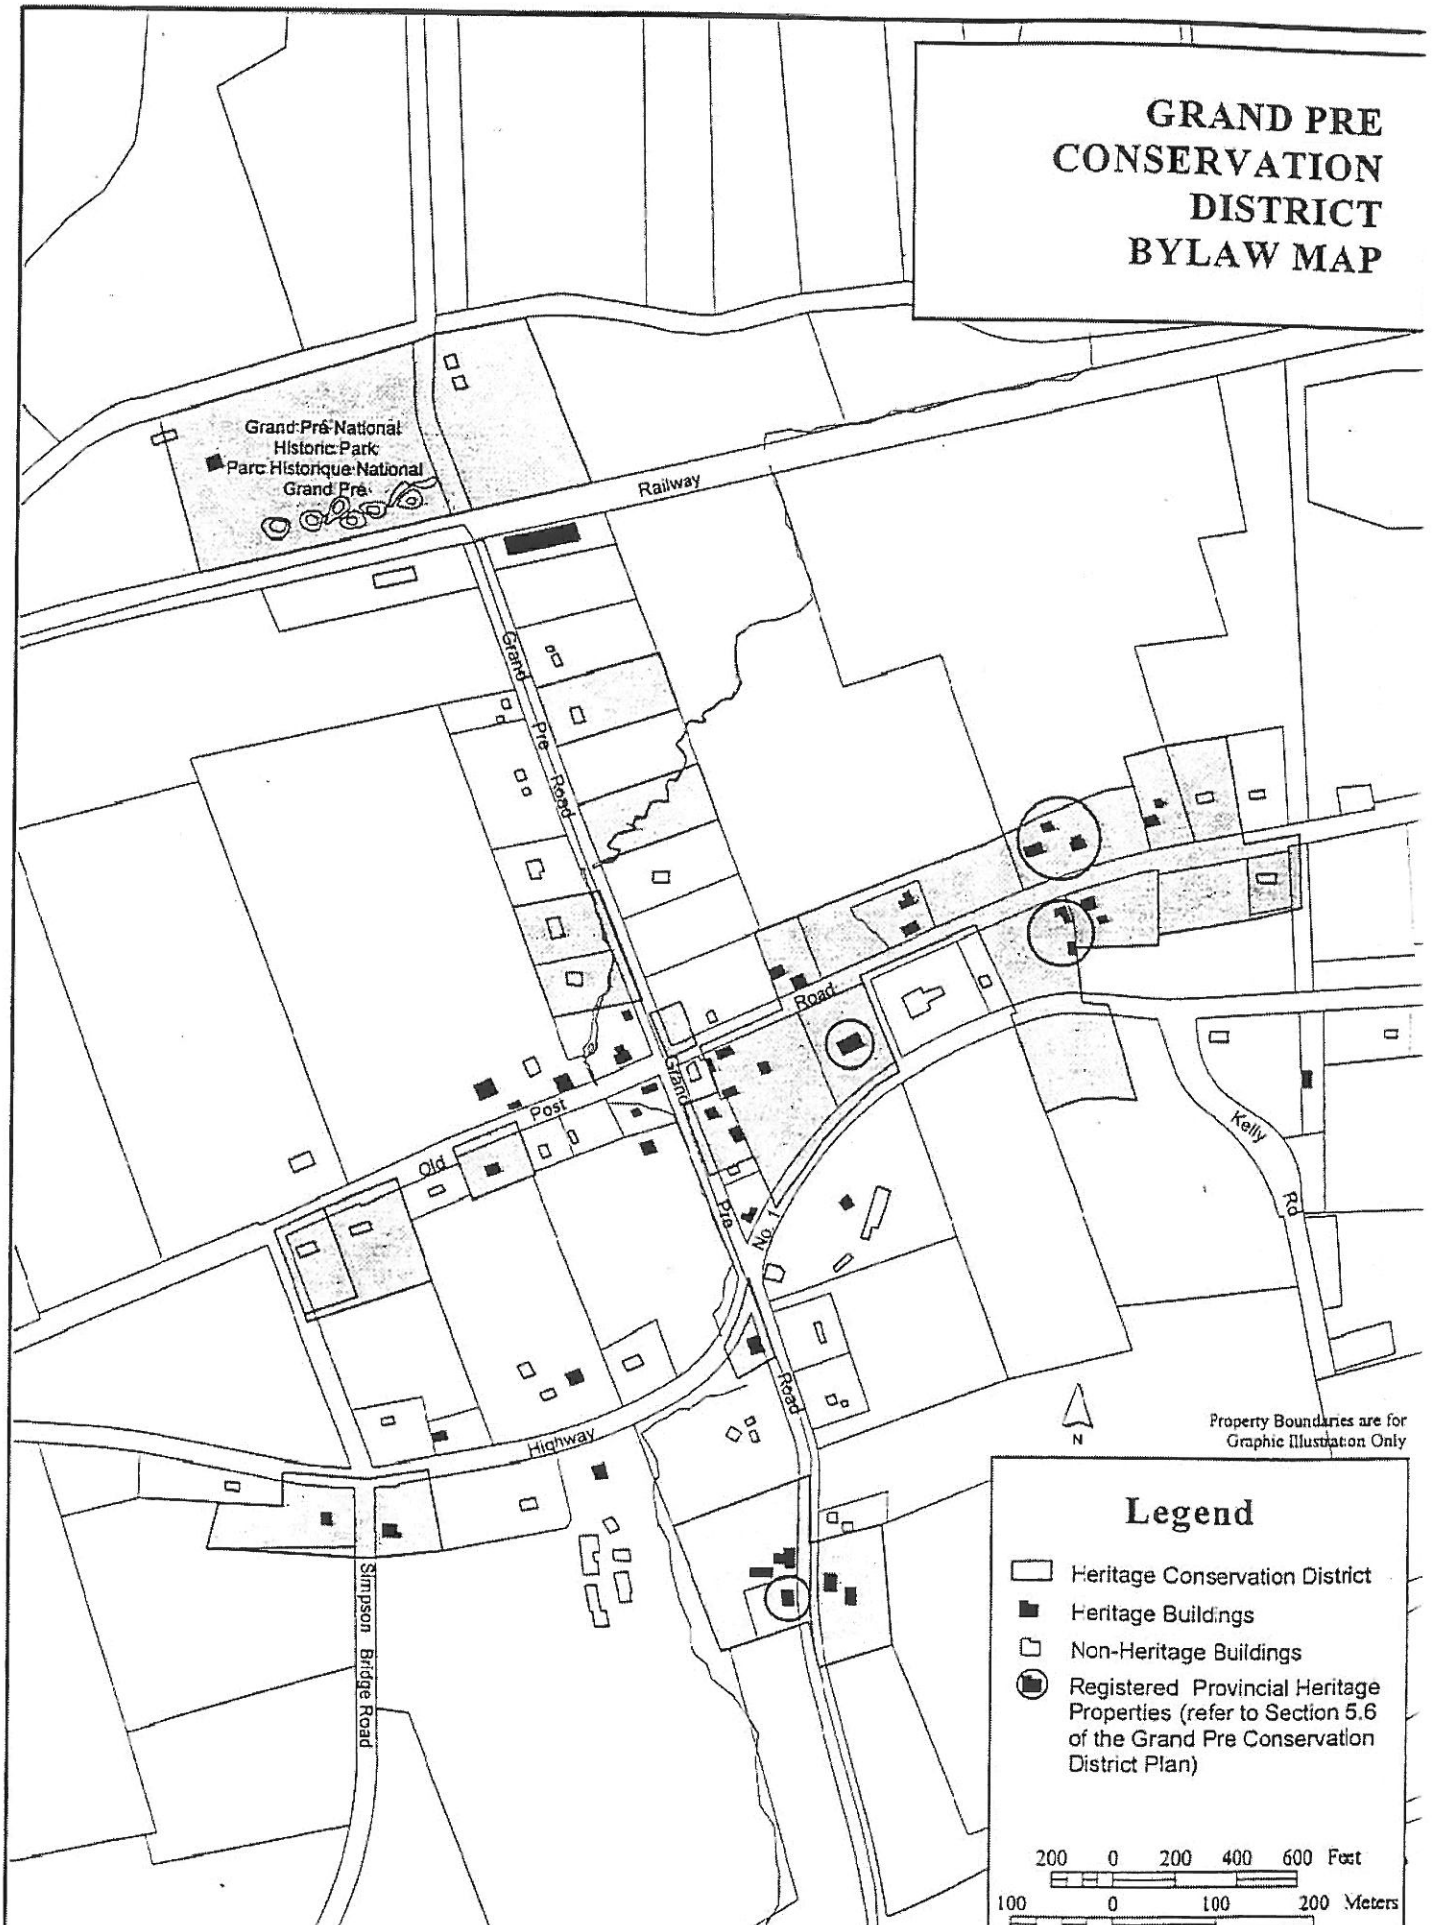 GRAND PRE
CONSERVATION
DISTRICT
BYLAW MAP
Grand Pré National
Historic Park
Parc Historique National
Grand Pré
Railway
Grand
Pre
Road
Road
Grand
Post
Old
Pre
No. 1
Kelly
Ro
Road
Highway
Simpson Bridge Road
N
Property Boundaries are for
Graphic Illustration Only
Legend
Heritage Conservation District
Heritage Buildings
Non-Heritage Buildings
Registered Provincial Heritage
Properties (refer to Section 5.6
of the Grand Pre Conservation
District Plan)
200 0 200 400 600 Feet
100 0 100 200 Meters